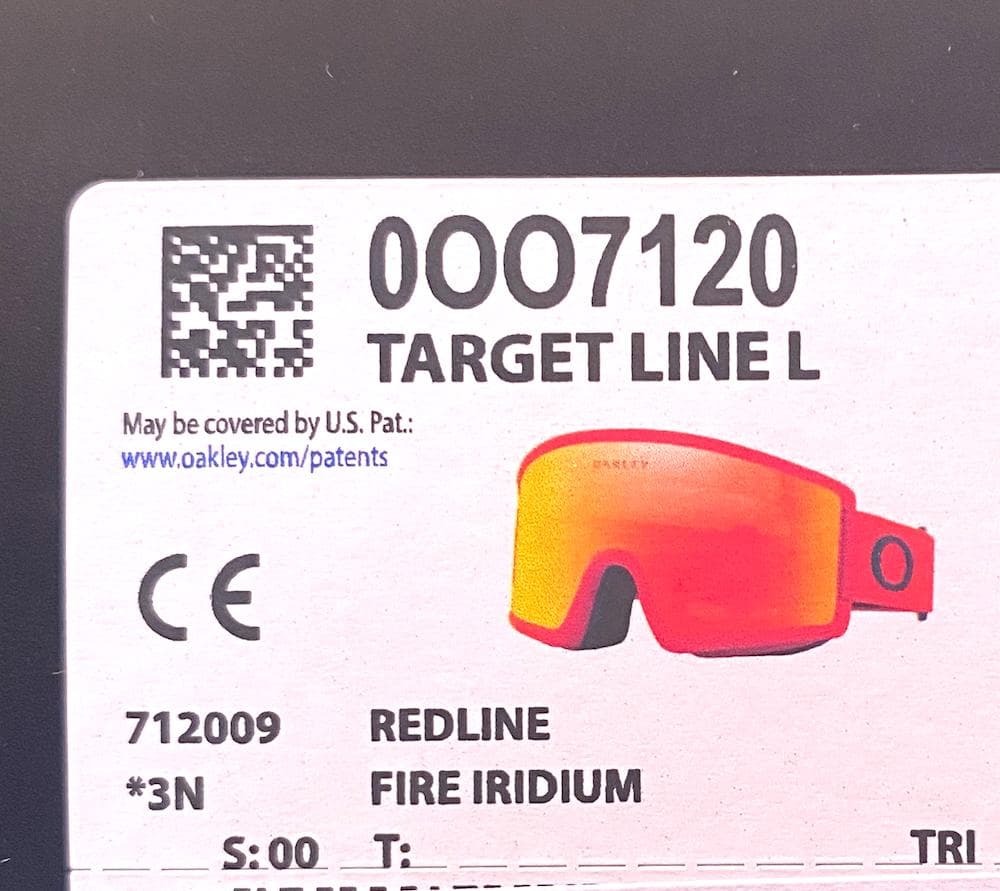 0OO7120
TARGET LINE L
May be covered by U.S. Pat.:
www.oakley.com/patents
OAKLEY
CE
712009 REDLINE
*3N FIRE IRIDIUM
S: 00 T: TRI